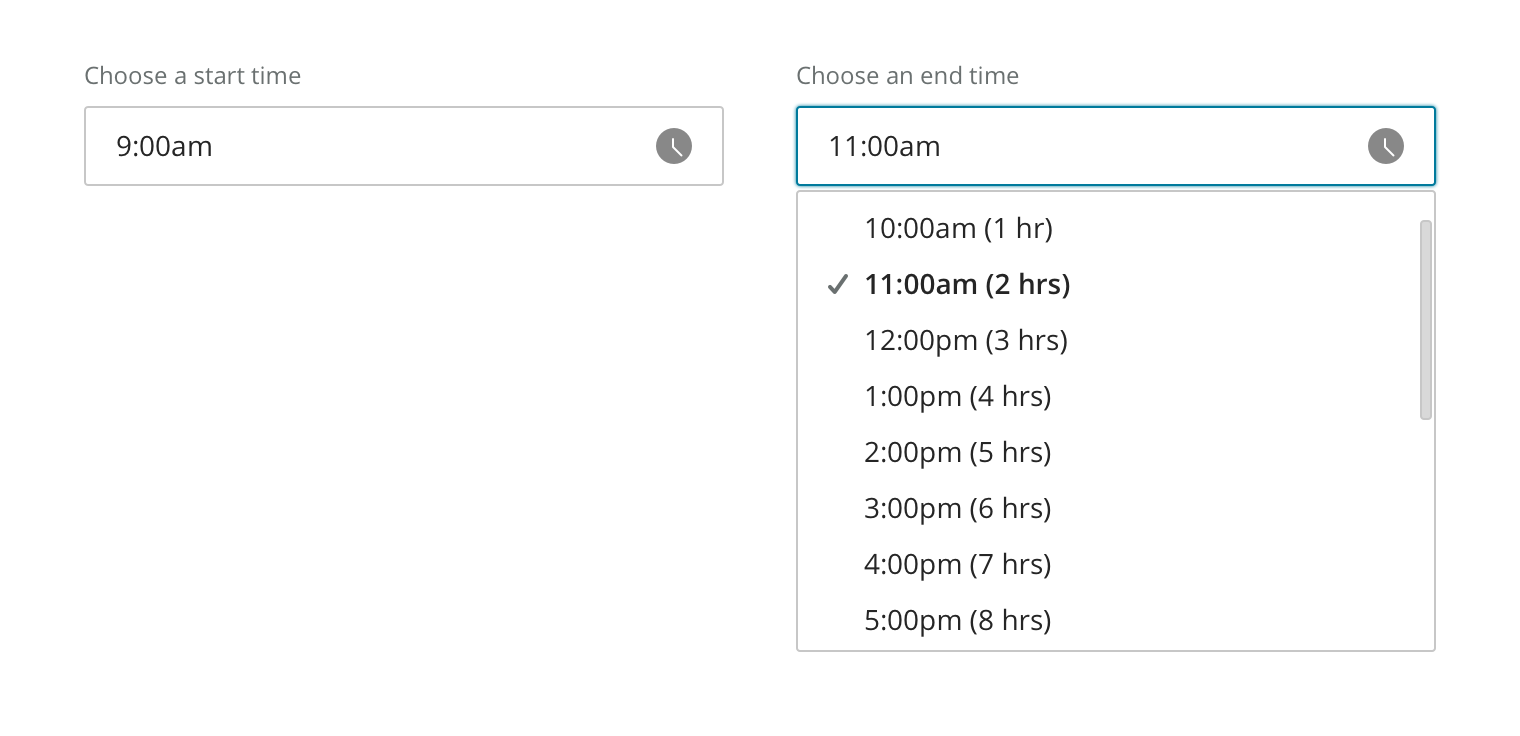 Choose a start time
9:00am
Choose an end time
11:00am
10:00am (1 hr)
11:00am (2 hrs)
12:00pm (3 hrs)
1:00pm (4 hrs)
2:00pm (5 hrs)
3:00pm (6 hrs)
4:00pm (7 hrs)
5:00pm (8 hrs)